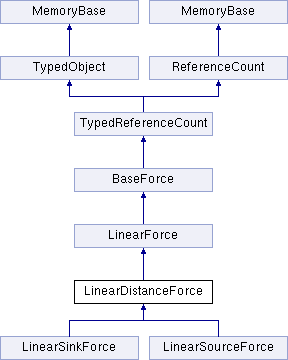 MemoryBase MemoryBase
TypedObject ReferenceCount
TypedReferenceCount
BaseForce
LinearForce
LinearDistanceForce
LinearSinkForce LinearSourceForce